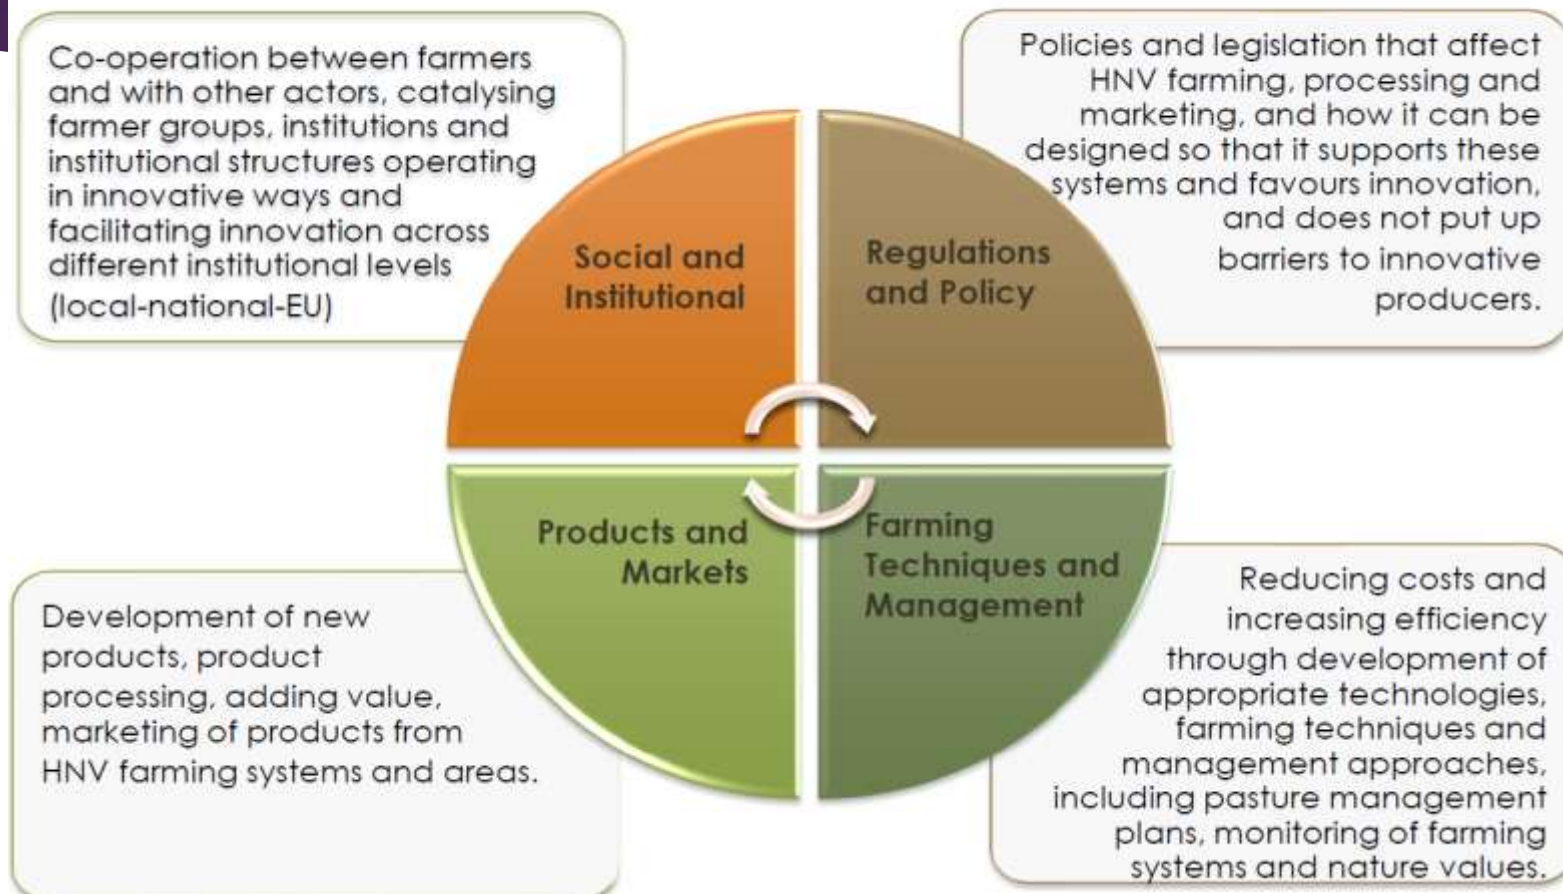 Co-operation between farmers
and with other actors, catalysing
farmer groups, institutions and
institutional structures operating
in innovative ways and
facilitating innovation across
different institutional levels
(local-national-EU)
Policies and legislation that affect
HNV farming, processing and
marketing, and how it can be
designed so that it supports these
systems and favours innovation,
and does not put up
barriers to innovative
producers.
Social and
Institutional
Regulations
and Policy
Products and
Markets
Farming
Techniques and
Management
Development of new
products, product
processing, adding value,
marketing of products from
HNV farming systems and areas.
Reducing costs and
increasing efficiency
through development of
appropriate technologies,
farming techniques and
management approaches,
including pasture management
plans, monitoring of farming
systems and nature values.